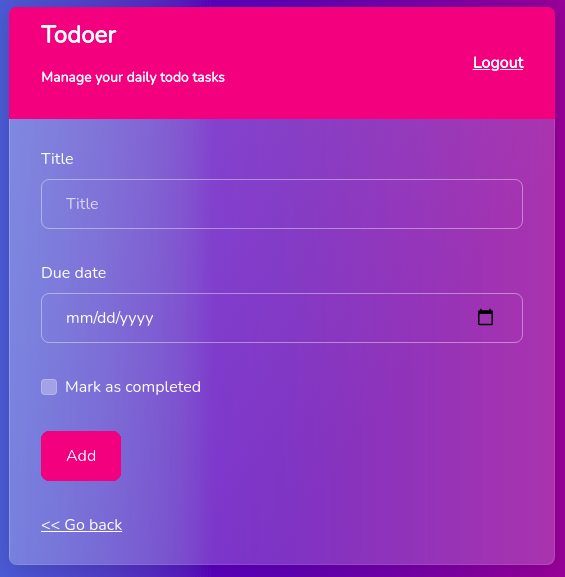 Todoer
Manage your daily todo tasks
Logout
Title
Title
Due date
mm/dd/yyyy
Mark as completed
Add
<< Go back